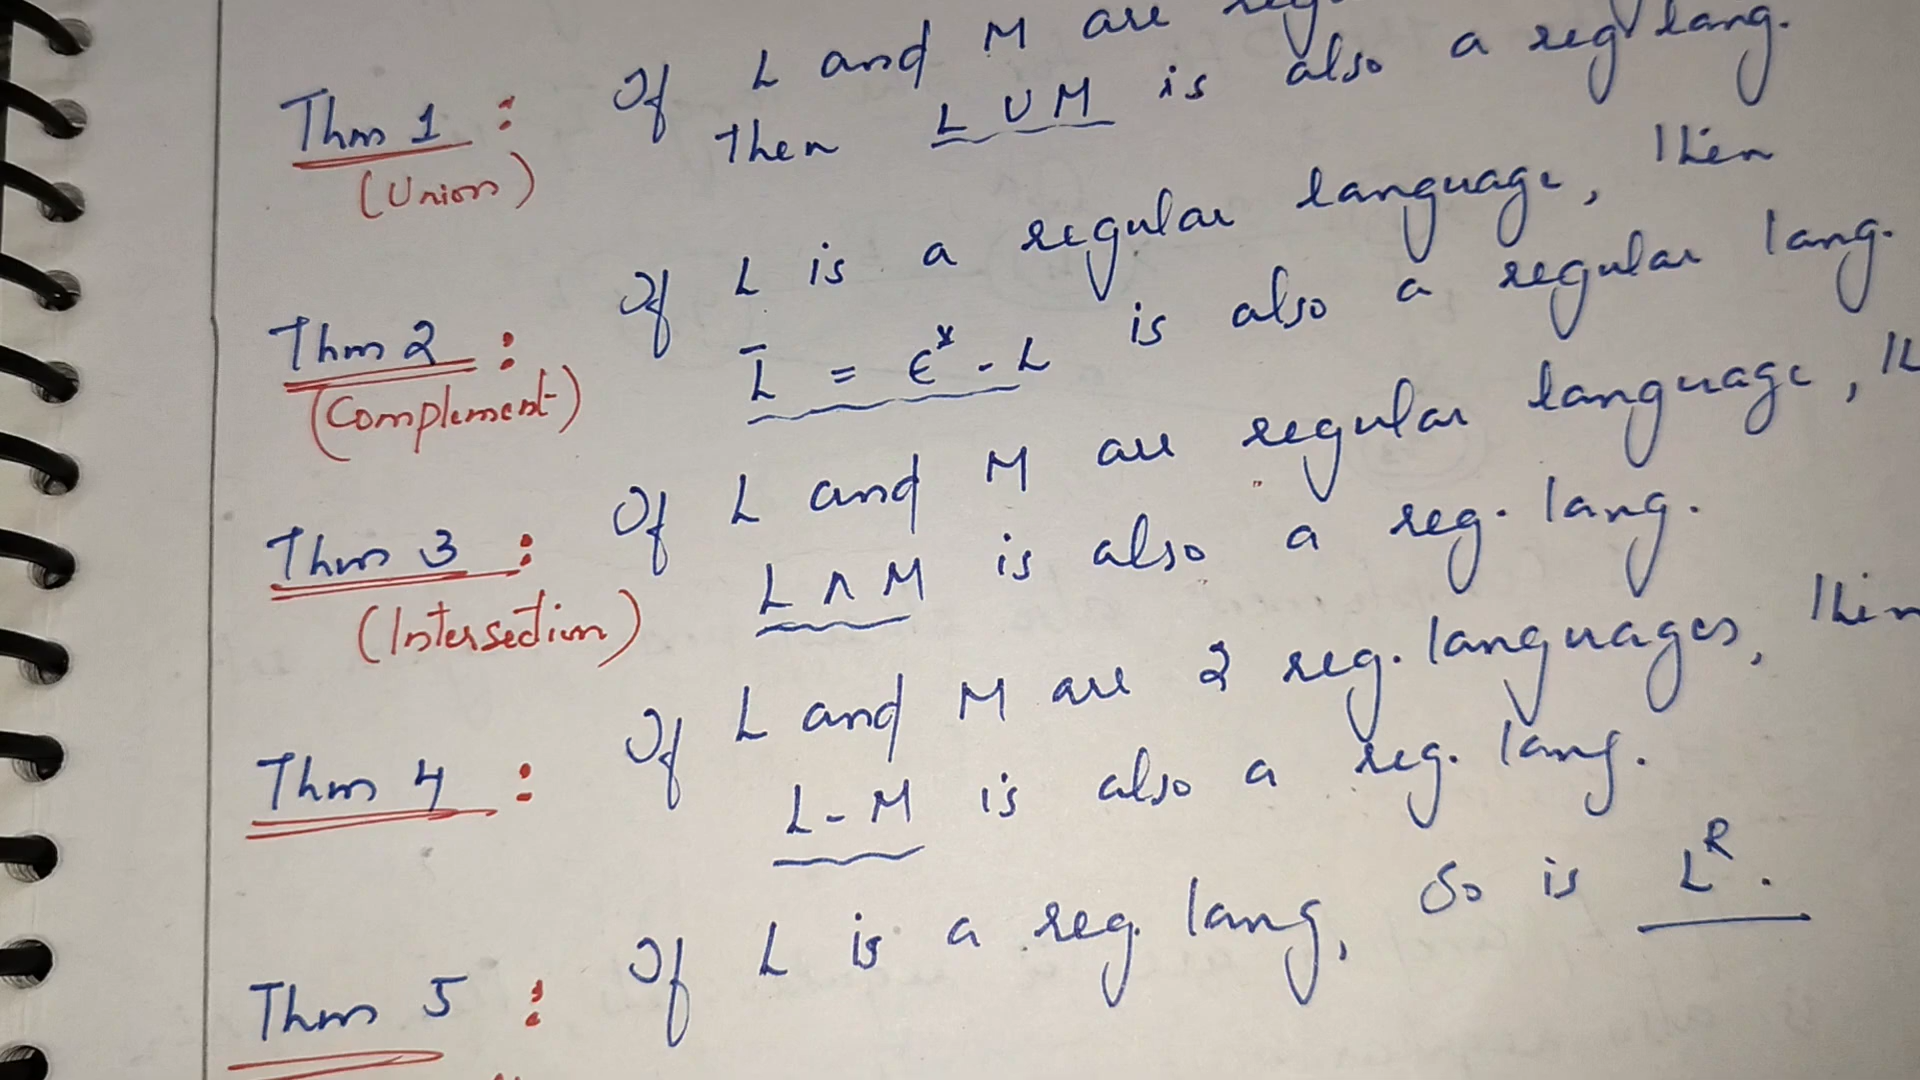 Thm 1 : If L and M are
(Union) then L ∪ M is also a reg lang.
Thm 2 : If L is a regular language, then
(Complement) L̄ = ϵ* - L is also a regular lang.
Thm 3 : If L and M are regular language,
(Intersection) L ∩ M is also a reg. lang.
Thm 4 : If L and M are 2 reg. languages, then
L - M is also a reg. lang.
Thm 5 : If L is a reg. lang, so is L^R.